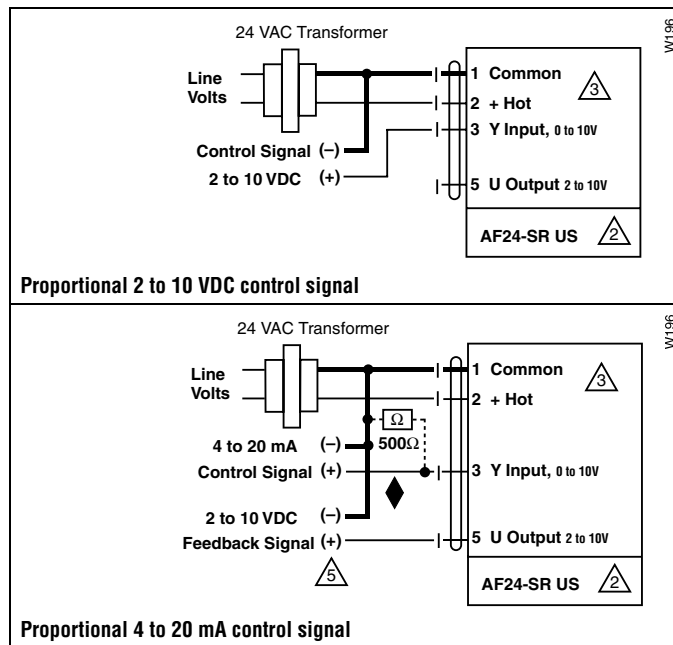 24 VAC Transformer
W196
Line
Volts
1 Common
3
2 + Hot
3 Y Input, 0 to 10V
Control Signal (–)
2 to 10 VDC (+)
5 U Output 2 to 10V
AF24-SR US 2
Proportional 2 to 10 VDC control signal
24 VAC Transformer
W196
Line
Volts
1 Common
3
2 + Hot
Ω
4 to 20 mA (–) 500Ω
Control Signal (+)
3 Y Input, 0 to 10V
2 to 10 VDC (–)
Feedback Signal (+)
5 U Output 2 to 10V
5
AF24-SR US 2
Proportional 4 to 20 mA control signal